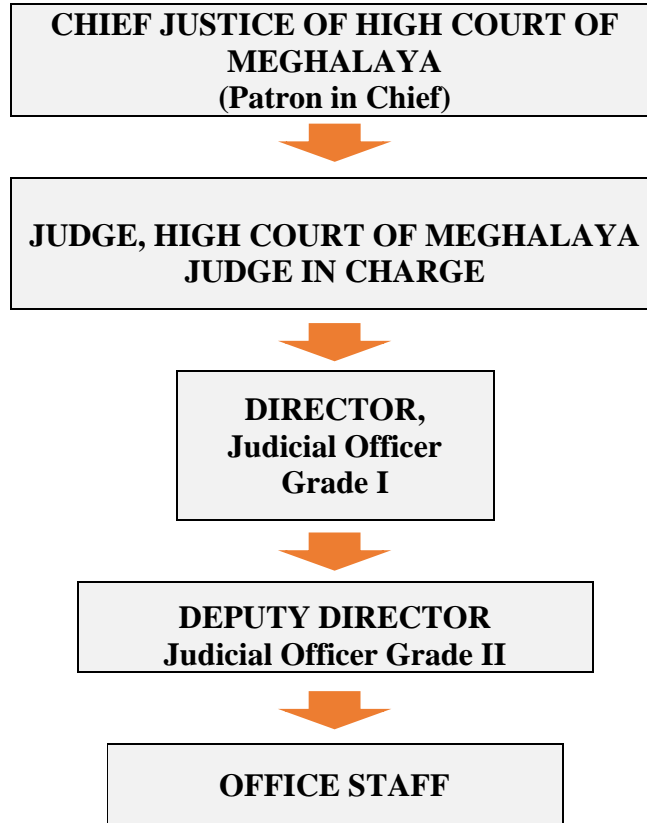 CHIEF JUSTICE OF HIGH COURT OF
MEGHALAYA
(Patron in Chief)
JUDGE, HIGH COURT OF MEGHALAYA
JUDGE IN CHARGE
DIRECTOR,
Judicial Officer
Grade I
DEPUTY DIRECTOR
Judicial Officer Grade II
OFFICE STAFF